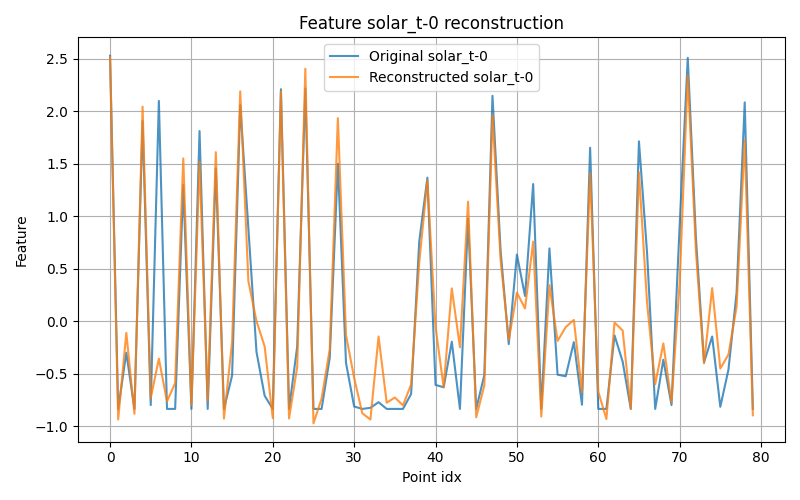 Feature solar_t-0 reconstruction
Original solar_t-0
Reconstructed solar_t-0
Feature
2.5
2.0
1.5
1.0
0.5
0.0
−0.5
−1.0
0 10 20 30 40 50 60 70 80
Point idx